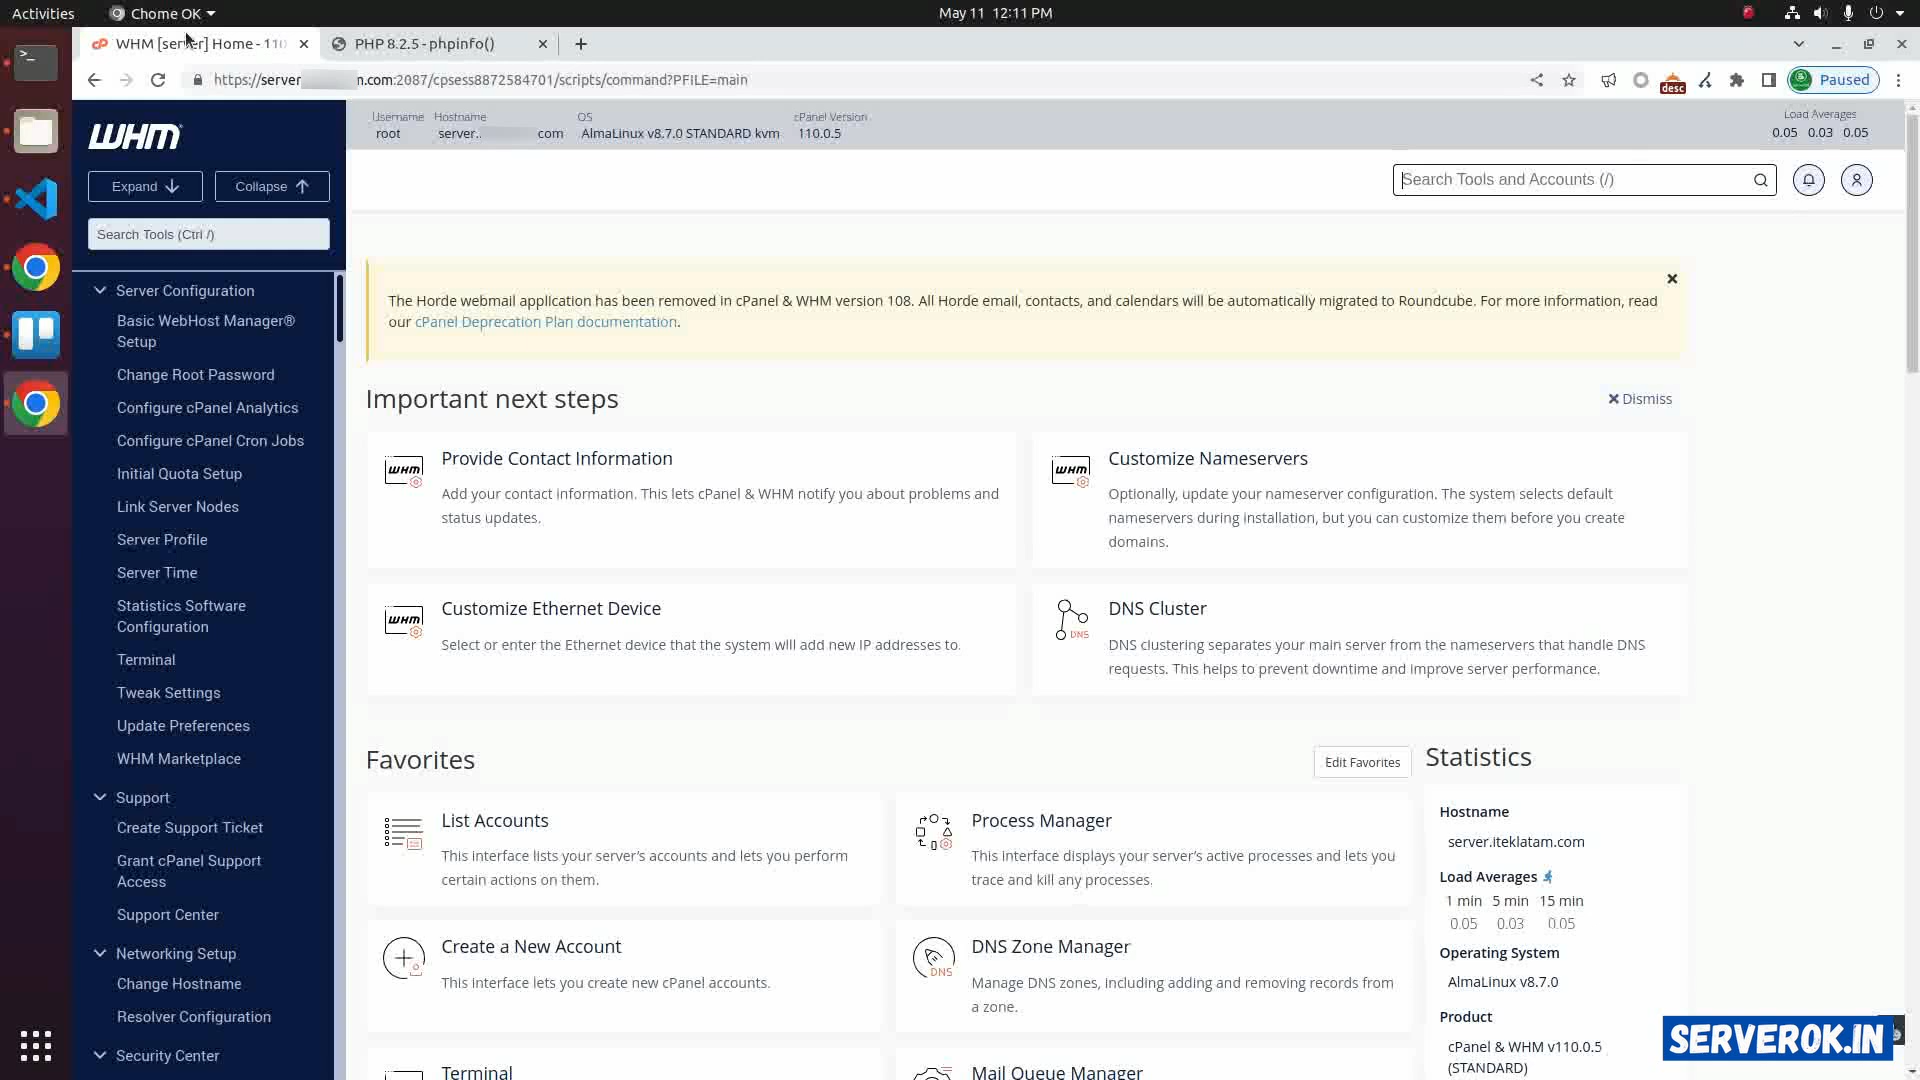 Activities
Chome OK
May 11 12:11 PM
WHM [server] Home - 110
PHP 8.2.5 - phpinfo()
https://server
m.com:2087/cpsess8872584701/scripts/command?PFILE=main
desc
Paused
WHM
Username
root
Hostname
server.
com
OS
AlmaLinux v8.7.0 STANDARD kvm
cPanel Version
110.0.5
Load Averages
0.05 0.03 0.05
Expand
Collapse
Search Tools (Ctrl /)
Search Tools and Accounts (/)
Server Configuration
Basic WebHost Manager®
Setup
Change Root Password
Configure cPanel Analytics
Configure cPanel Cron Jobs
Initial Quota Setup
Link Server Nodes
Server Profile
Server Time
Statistics Software
Configuration
Terminal
Tweak Settings
Update Preferences
WHM Marketplace
Support
Create Support Ticket
Grant cPanel Support
Access
Support Center
Networking Setup
Change Hostname
Resolver Configuration
Security Center
The Horde webmail application has been removed in cPanel & WHM version 108. All Horde email, contacts, and calendars will be automatically migrated to Roundcube. For more information, read
our cPanel Deprecation Plan documentation.
Important next steps
Dismiss
WHM
Provide Contact Information
Add your contact information. This lets cPanel & WHM notify you about problems and
status updates.
WHM
Customize Nameservers
Optionally, update your nameserver configuration. The system selects default
nameservers during installation, but you can customize them before you create
domains.
WHM
Customize Ethernet Device
Select or enter the Ethernet device that the system will add new IP addresses to.
DNS
DNS Cluster
DNS clustering separates your main server from the nameservers that handle DNS
requests. This helps to prevent downtime and improve server performance.
Favorites
Edit Favorites
List Accounts
This interface lists your server's accounts and lets you perform
certain actions on them.
Process Manager
This interface displays your server's active processes and lets you
trace and kill any processes.
Create a New Account
This interface lets you create new cPanel accounts.
DNS
DNS Zone Manager
Manage DNS zones, including adding and removing records from
a zone.
Terminal
Mail Queue Manager
Statistics
Hostname
server.iteklatam.com
Load Averages
1 min 5 min 15 min
0.05 0.03 0.05
Operating System
AlmaLinux v8.7.0
Product
cPanel & WHM v110.0.5
(STANDARD)
SERVEROK.IN